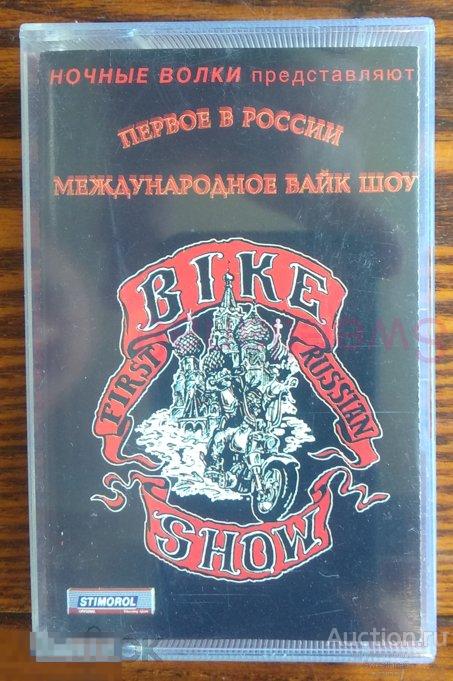 НОЧНЫЕ ВОЛКИ представляют
ПЕРВОЕ В РОССИИ
МЕЖДУНАРОДНОЕ БАЙК ШОУ
BIKE
FIRST RUSSIAN
SHOW
STIMOROL
Auction.ru